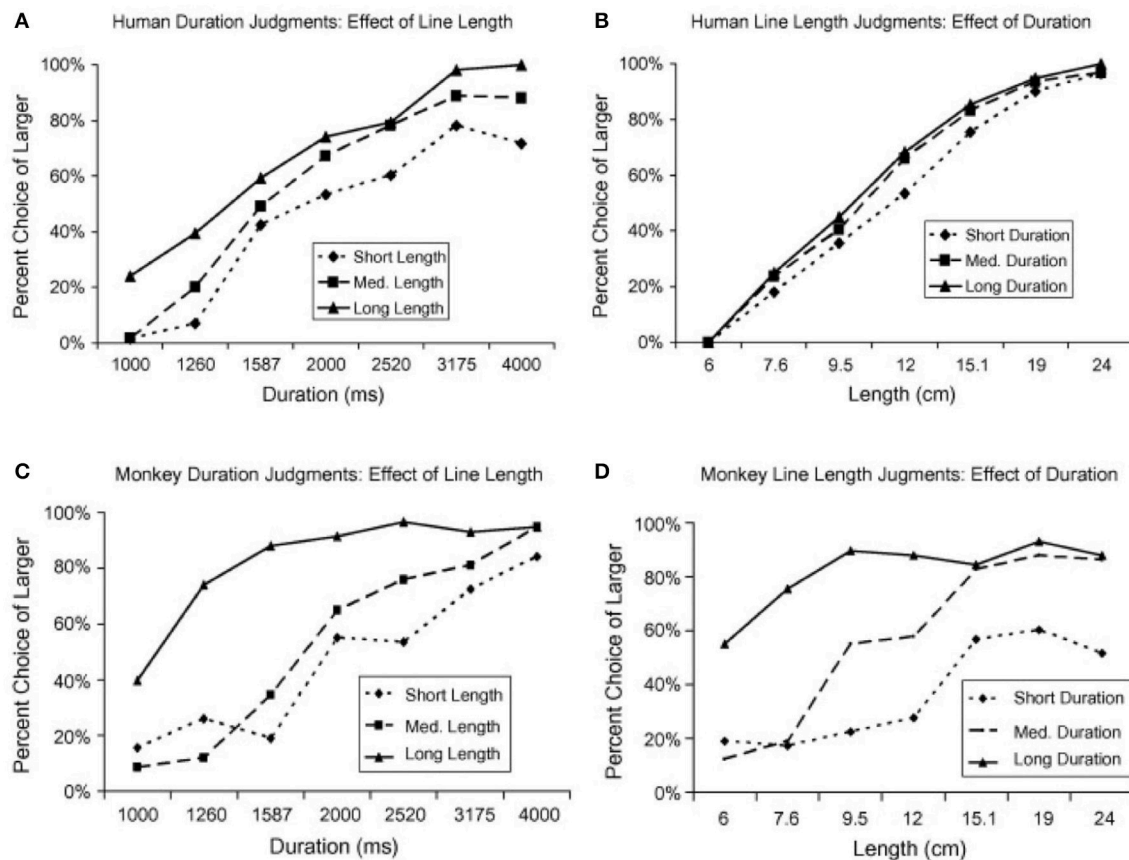 A
Human Duration Judgments: Effect of Line Length
Percent Choice of Larger
100%
80%
60%
40%
20%
0%
Short Length
Med. Length
Long Length
1000 1260 1587 2000 2520 3175 4000
Duration (ms)
B
Human Line Length Judgments: Effect of Duration
Percent Choice of Larger
100%
80%
60%
40%
20%
0%
Short Duration
Med. Duration
Long Duration
6 7.6 9.5 12 15.1 19 24
Length (cm)
C
Monkey Duration Judgments: Effect of Line Length
Percent Choice of Larger
100%
80%
60%
40%
20%
0%
Short Length
Med. Length
Long Length
1000 1260 1587 2000 2520 3175 4000
Duration (ms)
D
Monkey Line Length Jugments: Effect of Duration
Percent Choice of Larger
100%
80%
60%
40%
20%
0%
Short Duration
Med. Duration
Long Duration
6 7.6 9.5 12 15.1 19 24
Length (cm)